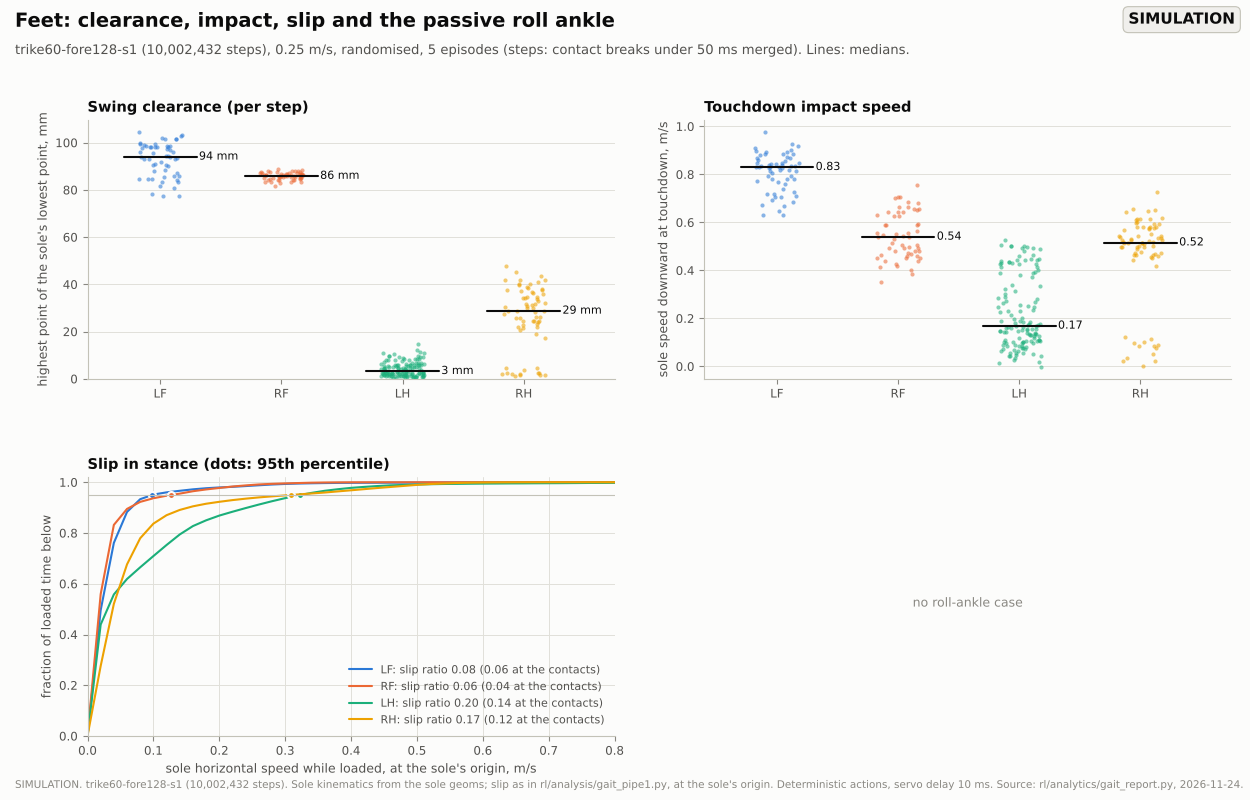 Feet: clearance, impact, slip and the passive roll ankle
SIMULATION
trike60-fore128-s1 (10,002,432 steps), 0.25 m/s, randomised, 5 episodes (steps: contact breaks under 50 ms merged). Lines: medians.
Swing clearance (per step)
highest point of the sole's lowest point, mm
100
80
60
40
20
0
94 mm
86 mm
3 mm
29 mm
LF
RF
LH
RH
Touchdown impact speed
sole speed downward at touchdown, m/s
1.0
0.8
0.6
0.4
0.2
0.0
0.83
0.54
0.17
0.52
LF
RF
LH
RH
Slip in stance (dots: 95th percentile)
fraction of loaded time below
1.0
0.8
0.6
0.4
0.2
0.0
LF: slip ratio 0.08 (0.06 at the contacts)
RF: slip ratio 0.06 (0.04 at the contacts)
LH: slip ratio 0.20 (0.14 at the contacts)
RH: slip ratio 0.17 (0.12 at the contacts)
0.0
0.1
0.2
0.3
0.4
0.5
0.6
0.7
0.8
sole horizontal speed while loaded, at the sole's origin, m/s
no roll-ankle case
SIMULATION. trike60-fore128-s1 (10,002,432 steps). Sole kinematics from the sole geoms; slip as in rl/analysis/gait_pipe1.py, at the sole's origin. Deterministic actions, servo delay 10 ms. Source: rl/analytics/gait_report.py, 2026-11-24.